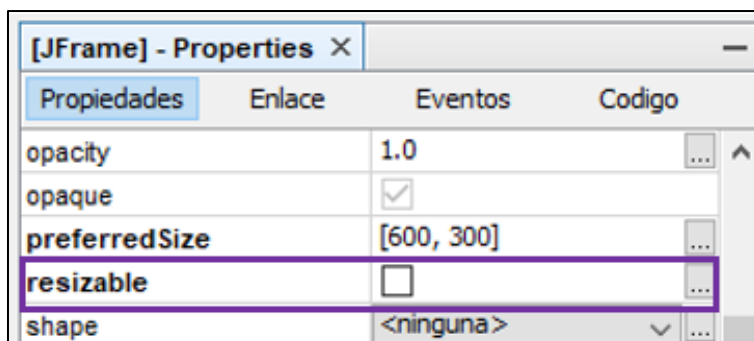 [JFrame] - Properties ×
Propiedades Enlace Eventos Codigo
opacity 1.0 ...
opaque
preferredSize [600, 300] ...
resizable ...
shape <ninguna> ...